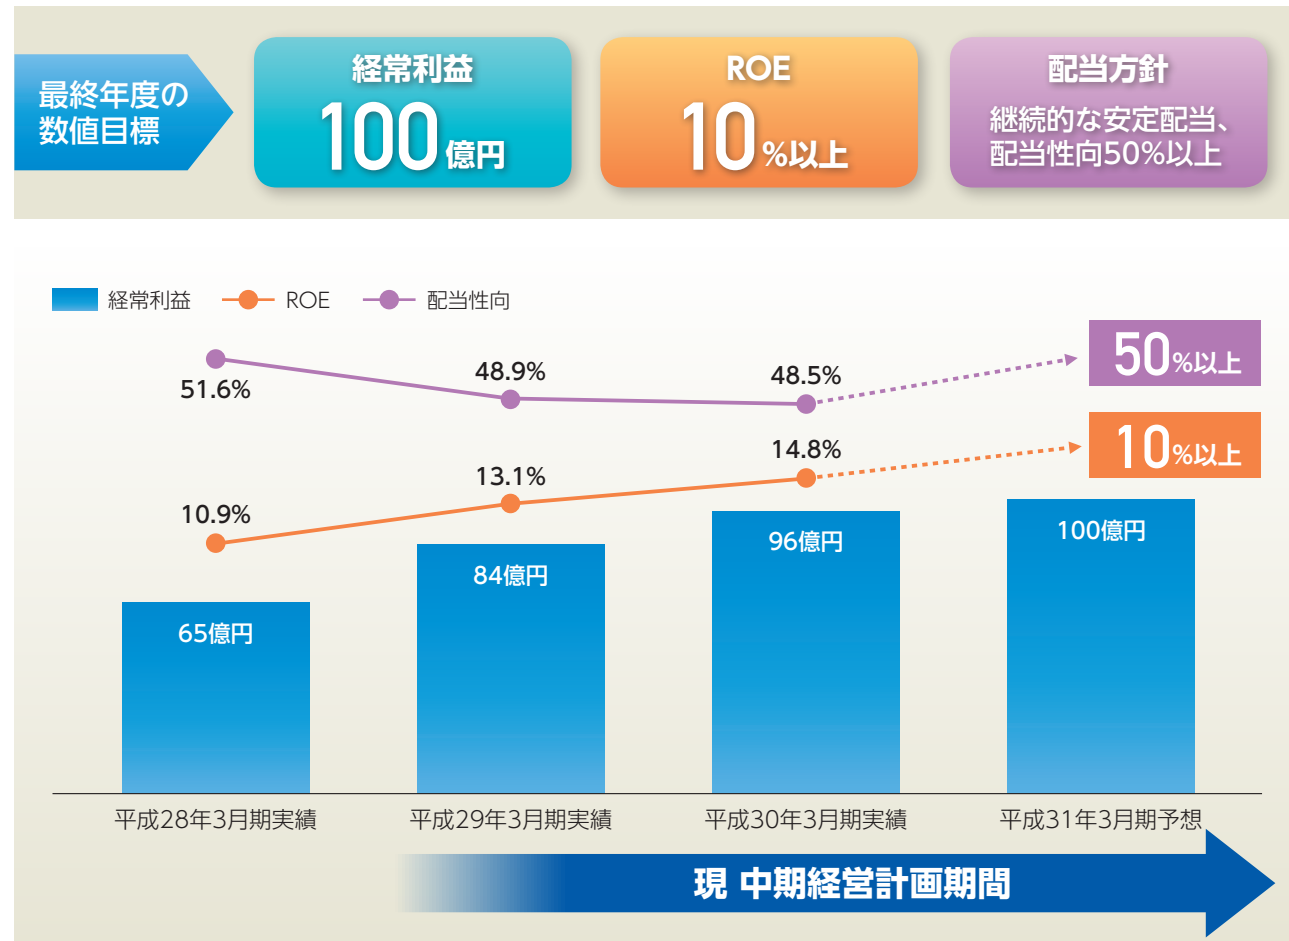 最終年度の
数値目標
経常利益
100億円
ROE
10%以上
配当方針
継続的な安定配当、
配当性向50%以上
経常利益
ROE
配当性向
51.6%
48.9%
48.5%
50%以上
10.9%
13.1%
14.8%
10%以上
65億円
84億円
96億円
100億円
平成28年3月期実績
平成29年3月期実績
平成30年3月期実績
平成31年3月期予想
現 中期経営計画期間